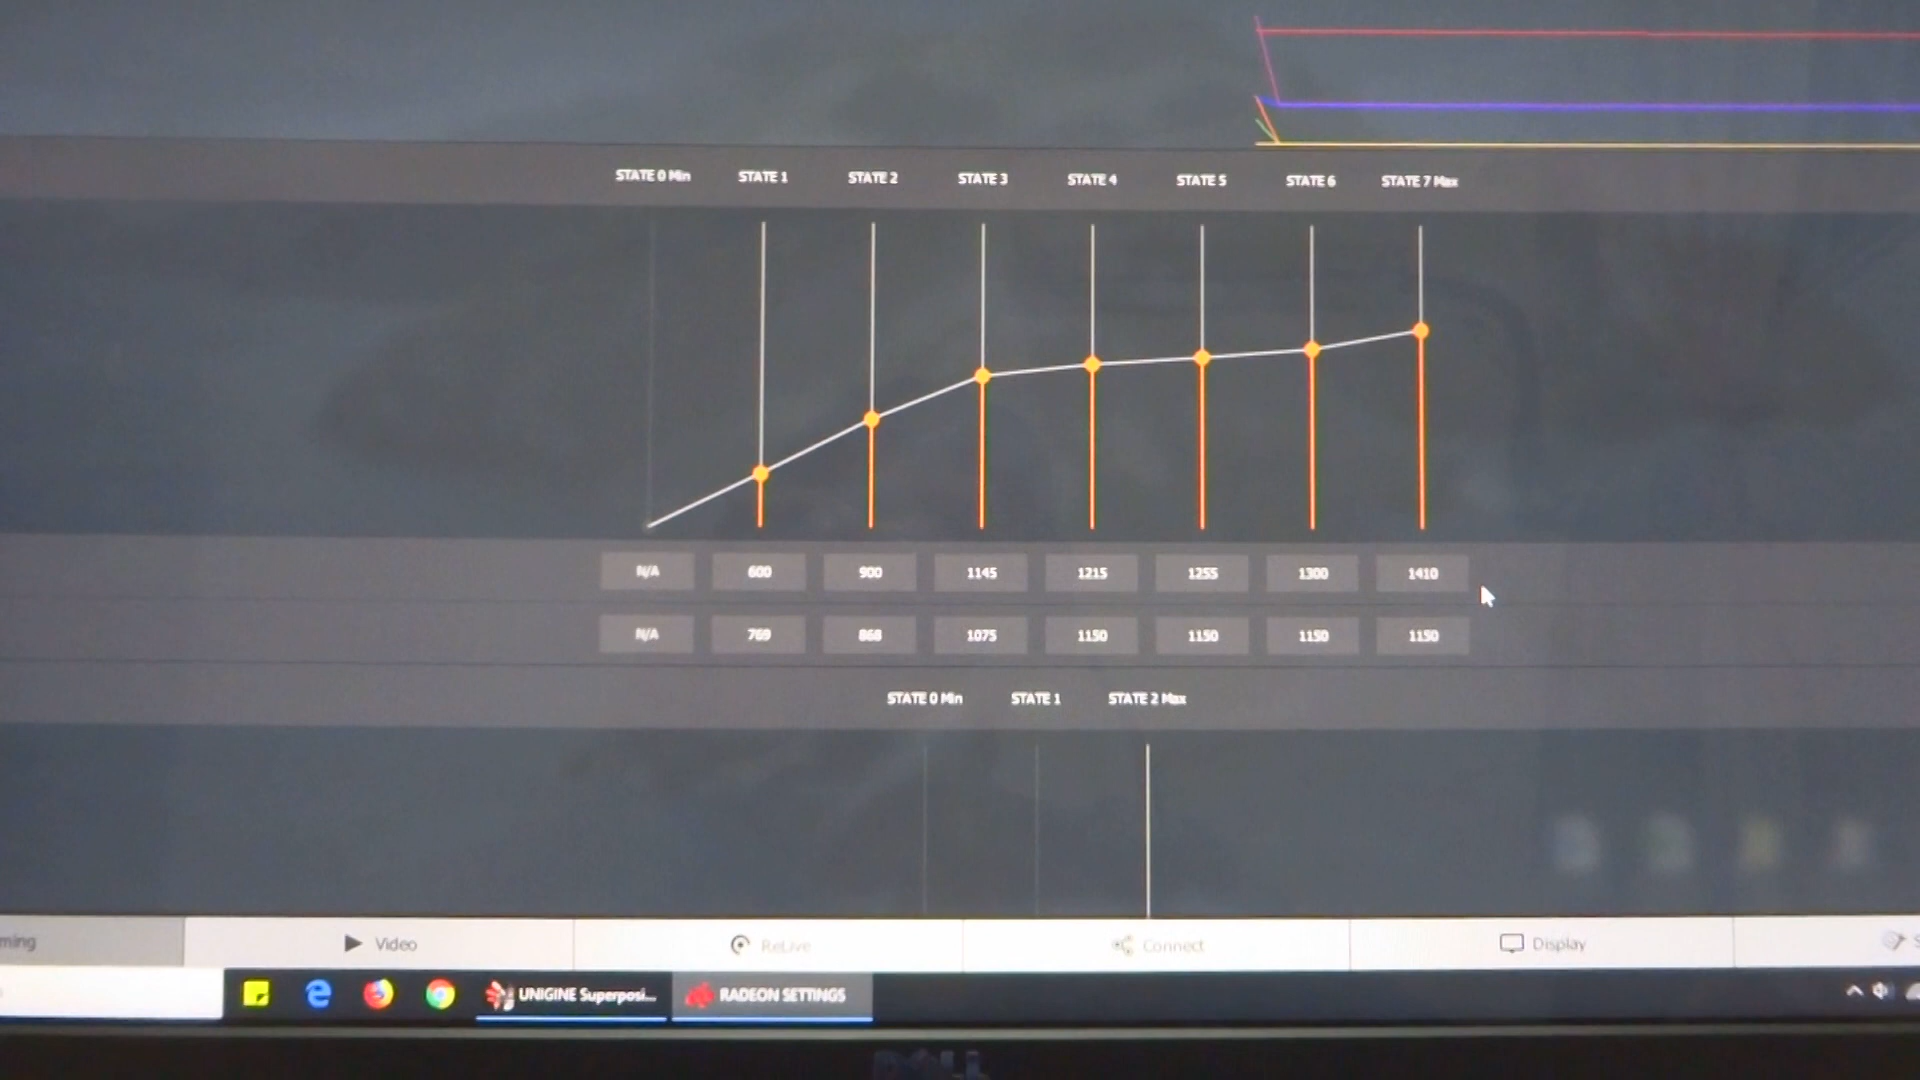 STATE 0 Min STATE 1 STATE 2 STATE 3 STATE 4 STATE 5 STATE 6 STATE 7 Max
N/A 600 900 1145 1215 1255 1300 1410
N/A 769 868 1075 1150 1150 1150 1150
STATE 0 Min STATE 1 STATE 2 Max
ming Video ReLive Connect Display S
UNIGINE Superposi... RADEON SETTINGS
DELL